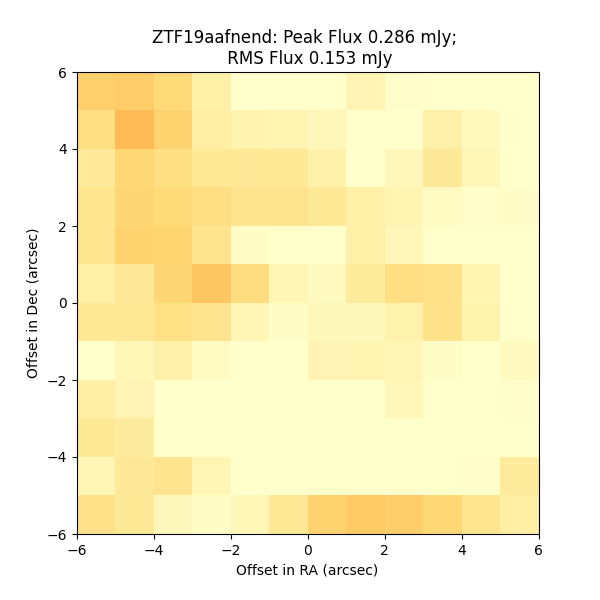 ZTF19aafnend: Peak Flux 0.286 mJy;
RMS Flux 0.153 mJy
6
4
2
0
−2
−4
−6
Offset in Dec (arcsec)
−6 −4 −2 0 2 4 6
Offset in RA (arcsec)